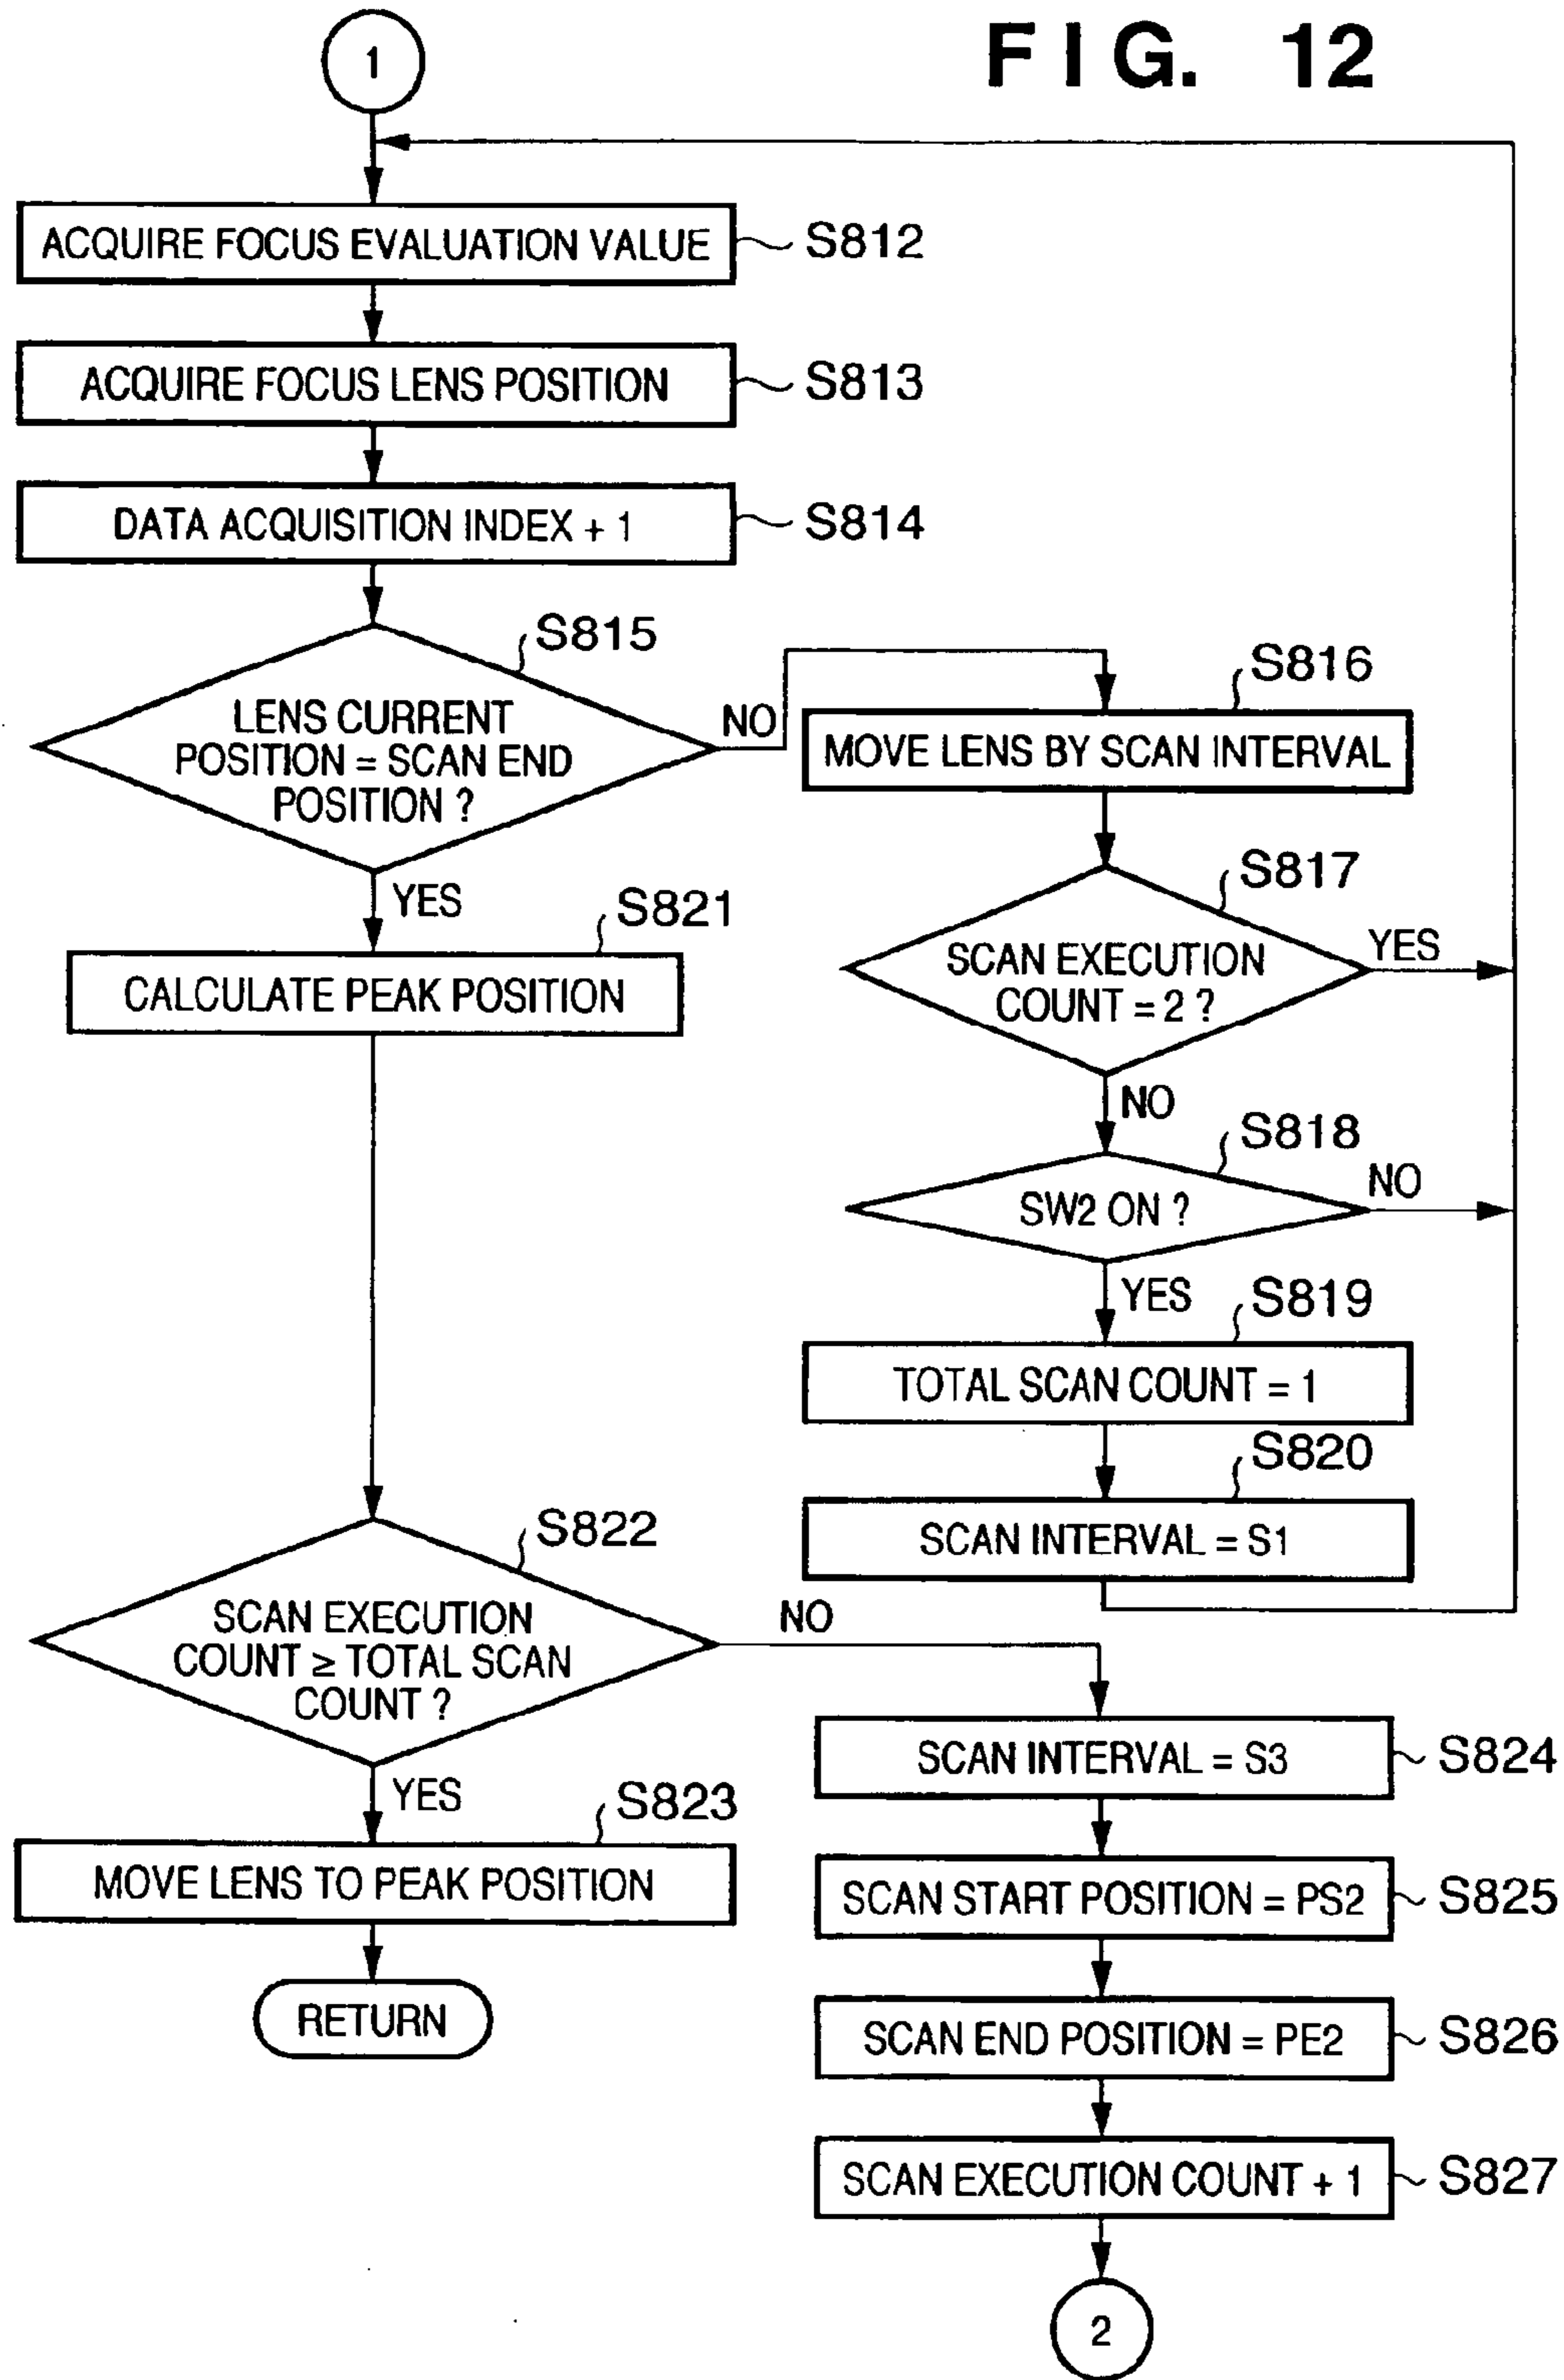 FIG. 12
1
ACQUIRE FOCUS EVALUATION VALUE
S812
ACQUIRE FOCUS LENS POSITION
S813
DATA ACQUISITION INDEX + 1
S814
S815
LENS CURRENT
POSITION = SCAN END
POSITION ?
NO
YES
S816
MOVE LENS BY SCAN INTERVAL
S817
SCAN EXECUTION
COUNT = 2 ?
YES
NO
S818
SW2 ON ?
NO
YES
S819
TOTAL SCAN COUNT = 1
S820
SCAN INTERVAL = S1
S821
CALCULATE PEAK POSITION
S822
SCAN EXECUTION
COUNT ≥ TOTAL SCAN
COUNT ?
NO
YES
S823
MOVE LENS TO PEAK POSITION
RETURN
SCAN INTERVAL = S3
S824
SCAN START POSITION = PS2
S825
SCAN END POSITION = PE2
S826
SCAN EXECUTION COUNT + 1
S827
2